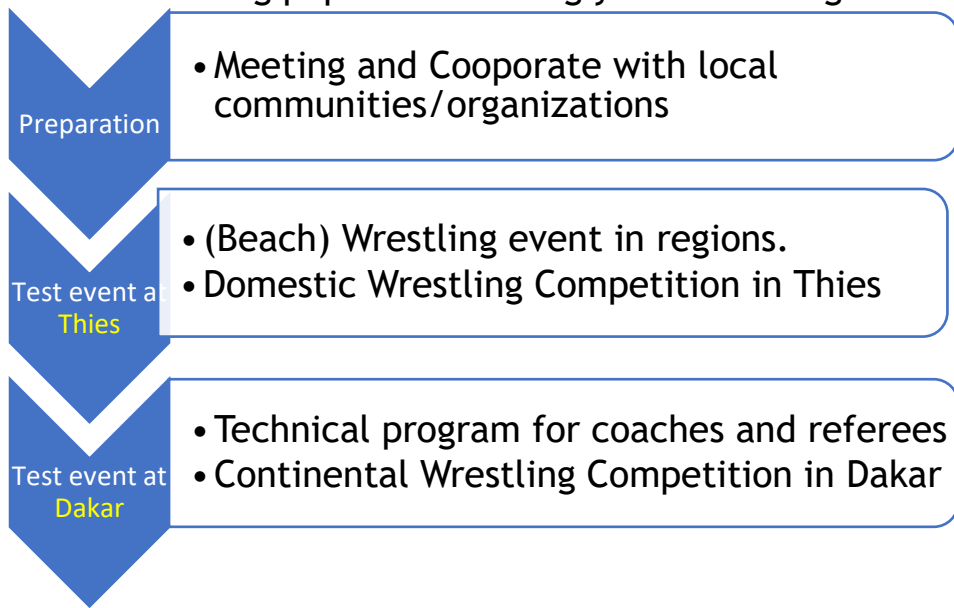 Preparation
• Meeting and Cooporate with local
communities/organizations
Test event at
Thies
• (Beach) Wrestling event in regions.
• Domestic Wrestling Competition in Thies
Test event at
Dakar
• Technical program for coaches and referees
• Continental Wrestling Competition in Dakar